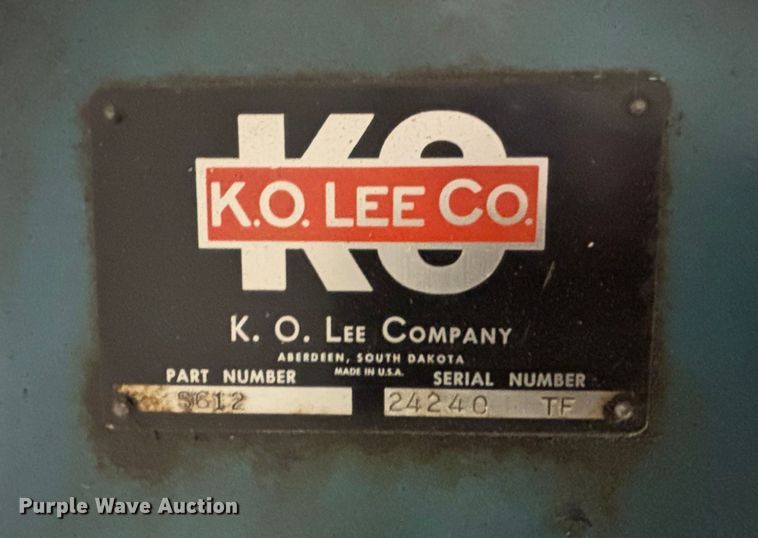 KO
K.O. LEE CO.
K. O. LEE COMPANY
ABERDEEN, SOUTH DAKOTA
MADE IN U.S.A.
PART NUMBER SERIAL NUMBER
S612 24240 TF
Purple Wave Auction